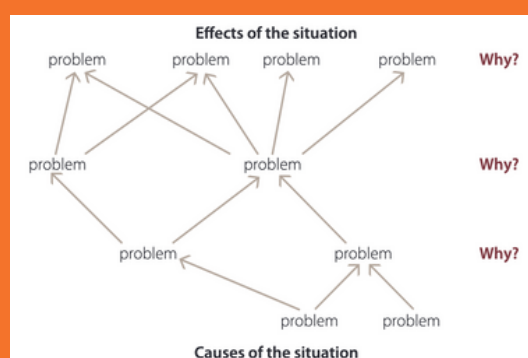 Effects of the situation
problem problem problem problem Why?
problem problem Why?
problem problem Why?
problem problem
Causes of the situation